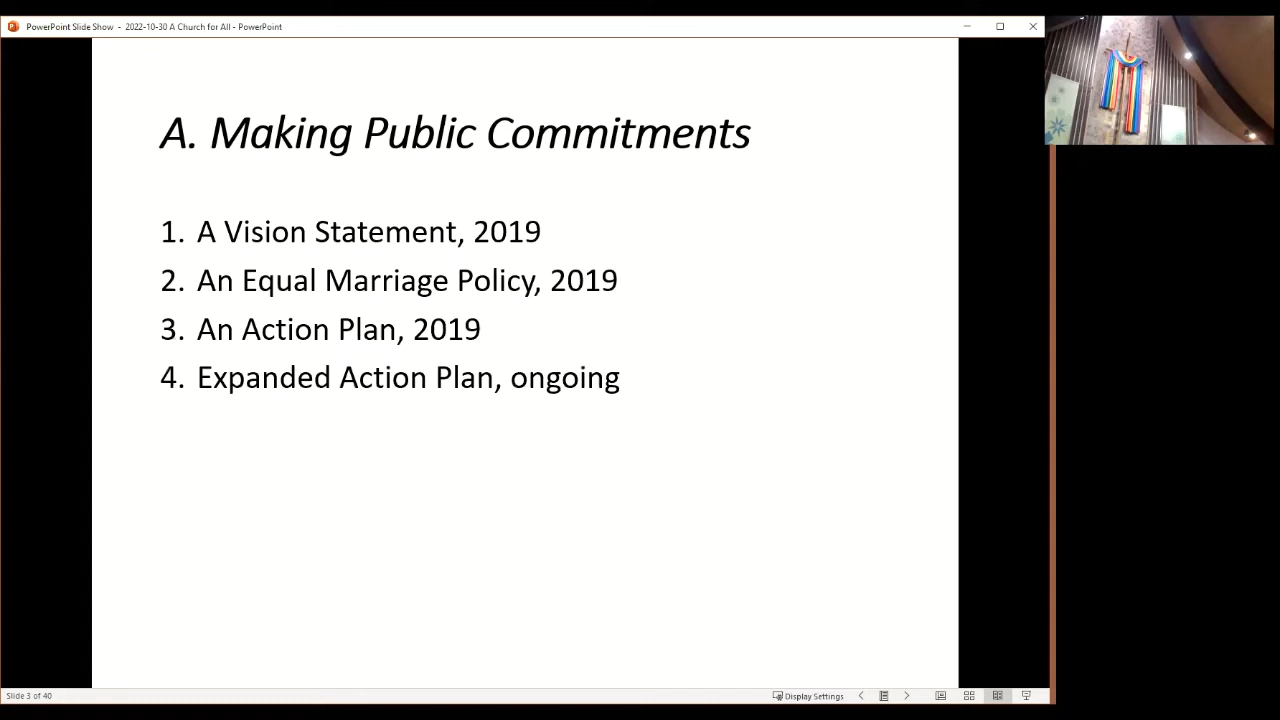 PowerPoint Slide Show - 2022-10-30 A Church for All - PowerPoint
A. Making Public Commitments
1. A Vision Statement, 2019
2. An Equal Marriage Policy, 2019
3. An Action Plan, 2019
4. Expanded Action Plan, ongoing
Slide 3 of 40
Display Settings